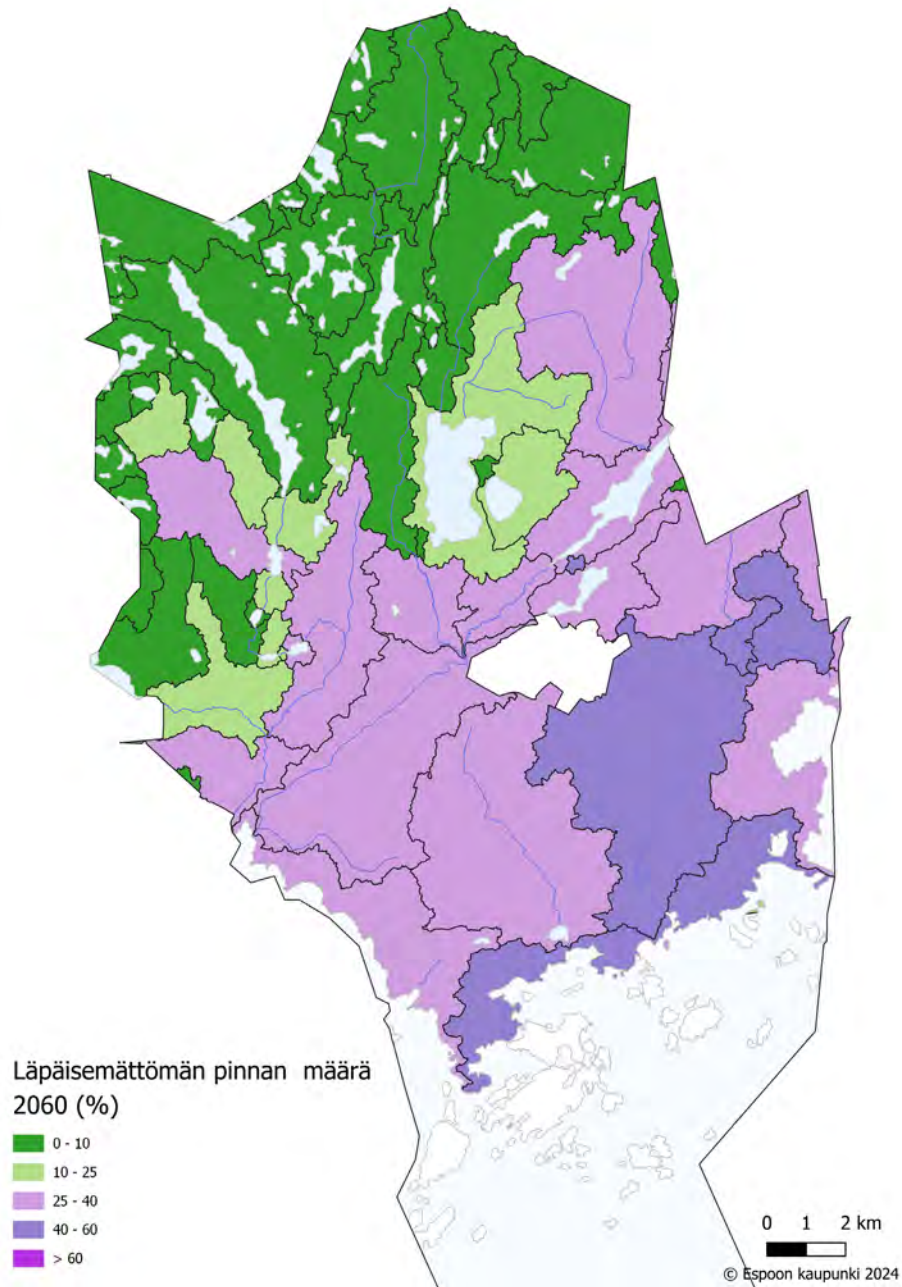 Läpäisemättömän pinnan määrä
2060 (%)
0 - 10
10 - 25
25 - 40
40 - 60
> 60
0 1 2 km
© Espoon kaupunki 2024